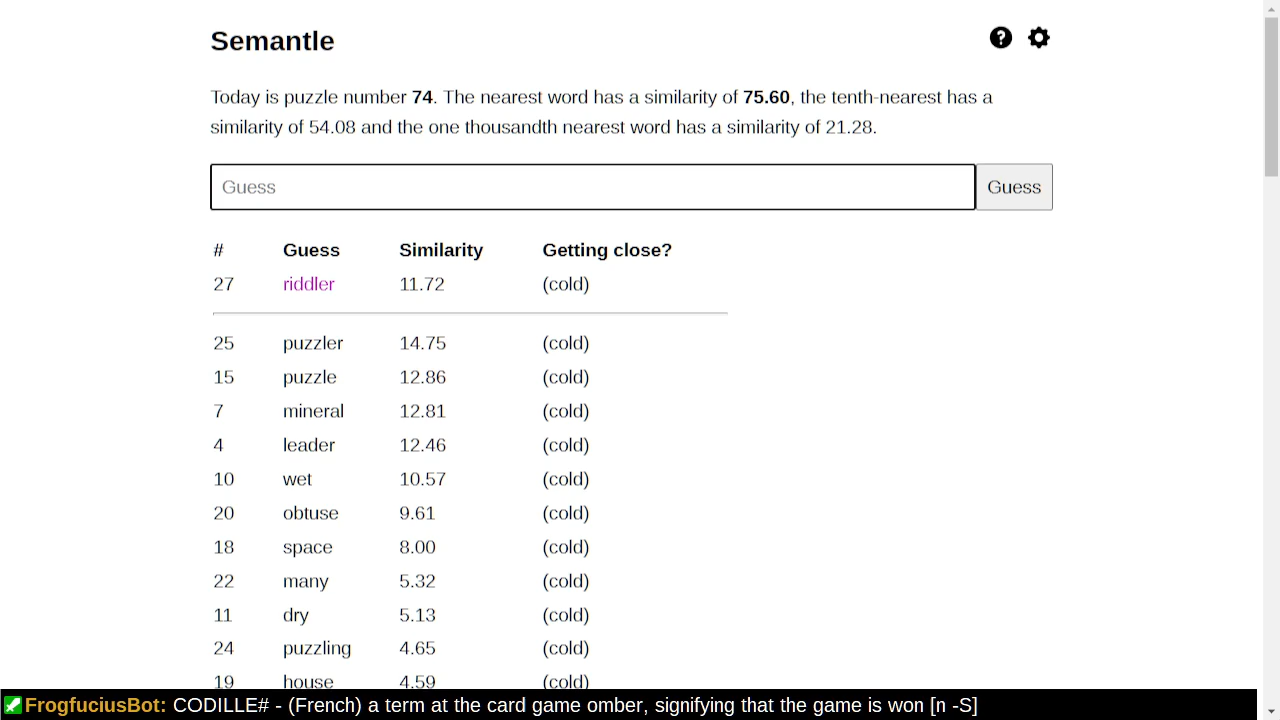 Semantle
Today is puzzle number 74. The nearest word has a similarity of 75.60, the tenth-nearest has a
similarity of 54.08 and the one thousandth nearest word has a similarity of 21.28.
Guess Guess
# Guess Similarity Getting close?
27 riddler 11.72 (cold)
25 puzzler 14.75 (cold)
15 puzzle 12.86 (cold)
7 mineral 12.81 (cold)
4 leader 12.46 (cold)
10 wet 10.57 (cold)
20 obtuse 9.61 (cold)
18 space 8.00 (cold)
22 many 5.32 (cold)
11 dry 5.13 (cold)
24 puzzling 4.65 (cold)
19 house 4.59 (cold)
FrogfuciusBot: CODILLE# - (French) a term at the card game omber, signifying that the game is won [n -S]